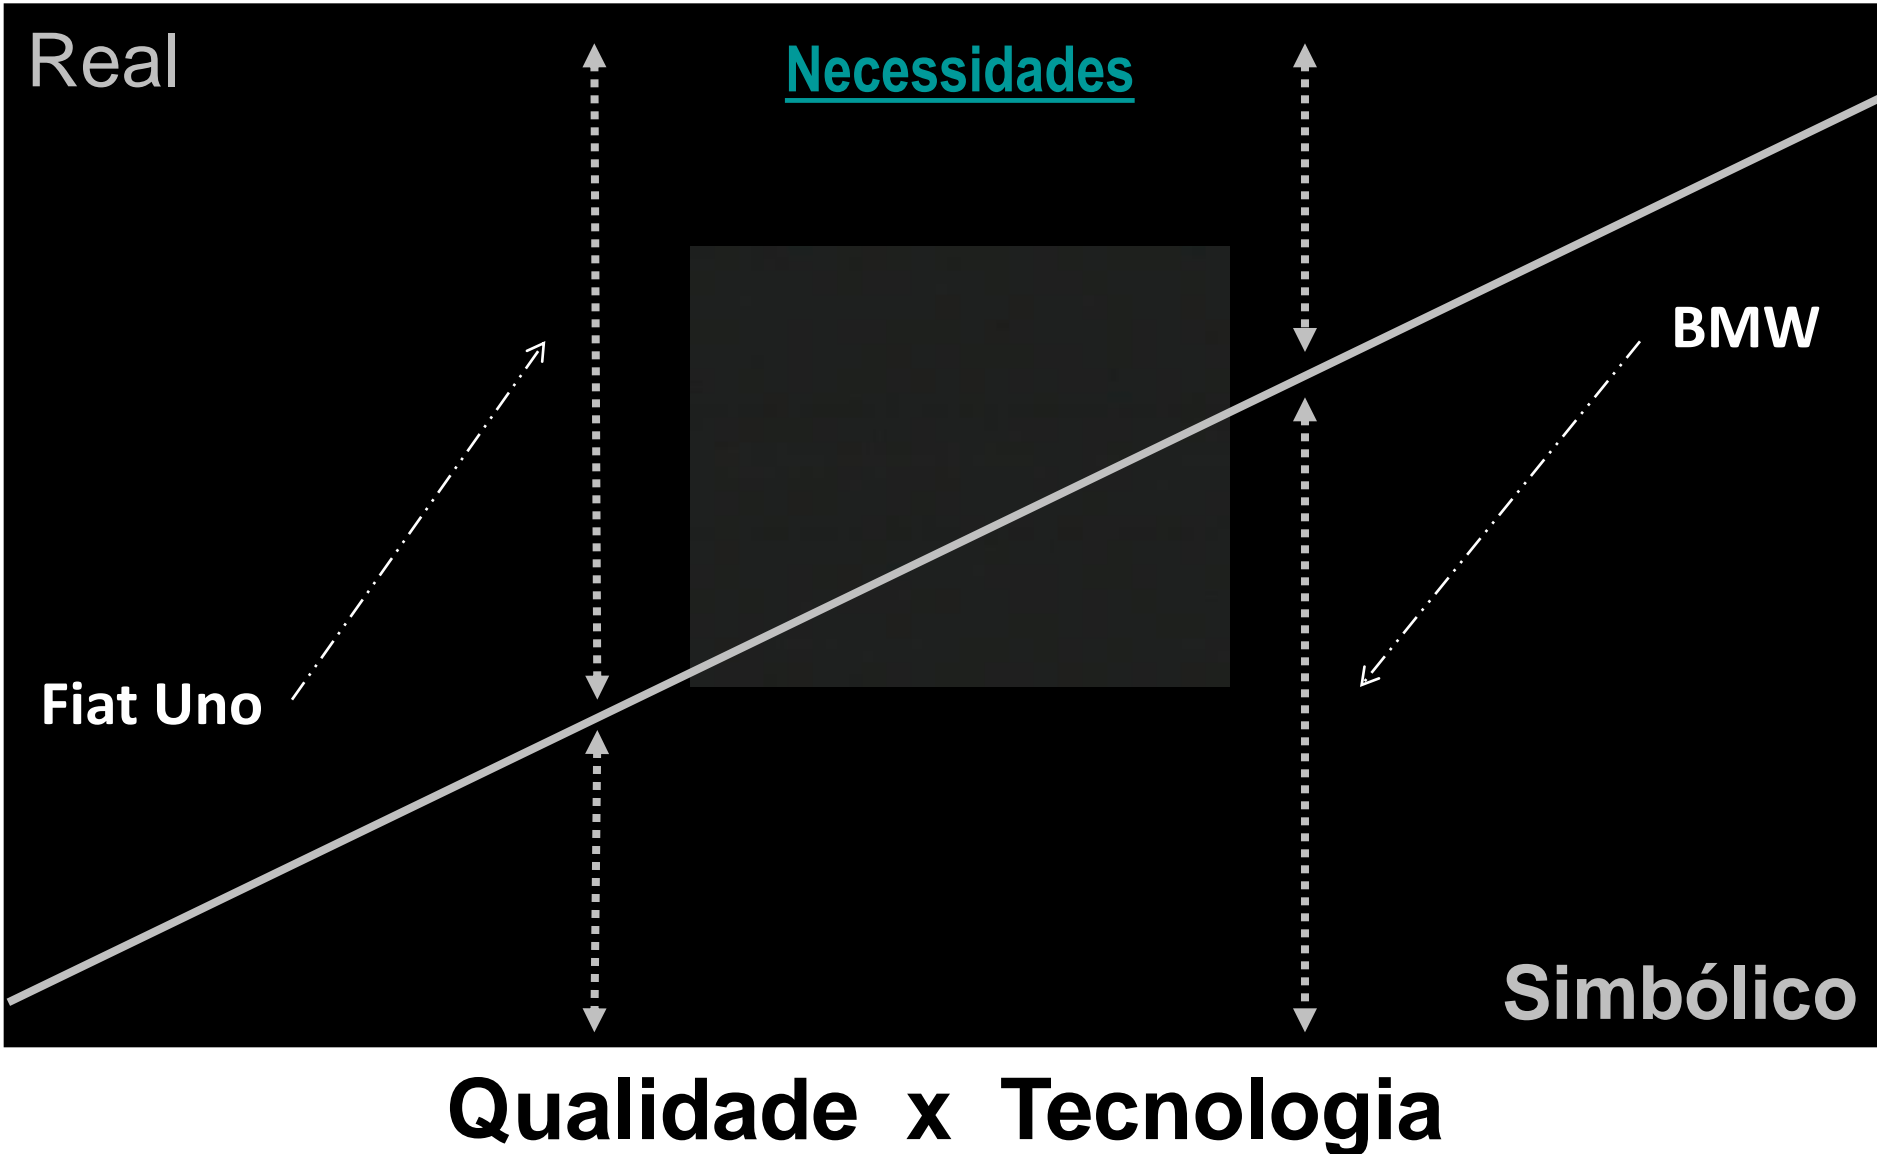 Real
Necessidades
BMW
Fiat Uno
Simbólico
Qualidade x Tecnologia